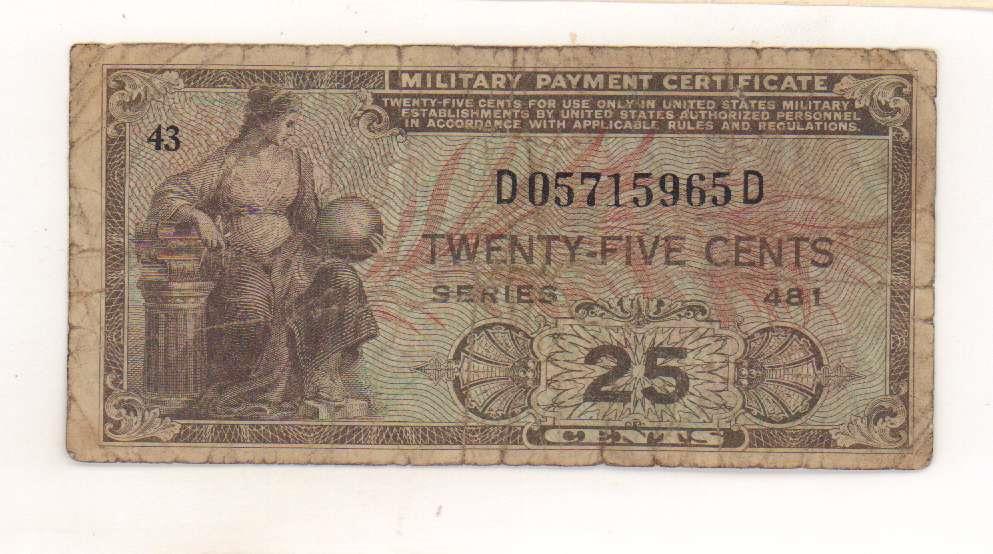 MILITARY PAYMENT CERTIFICATE
TWENTY-FIVE CENTS FOR USE ONLY IN UNITED STATES MILITARY
ESTABLISHMENTS BY UNITED STATES AUTHORIZED PERSONNEL
IN ACCORDANCE WITH APPLICABLE RULES AND REGULATIONS.
43
D05715965D
TWENTY-FIVE CENTS
SERIES 481
25
CENTS